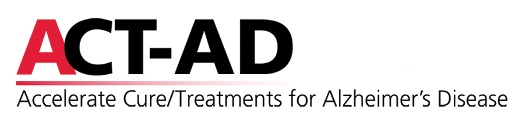 ACT-AD
Accelerate Cure/Treatments for Alzheimer’s Disease